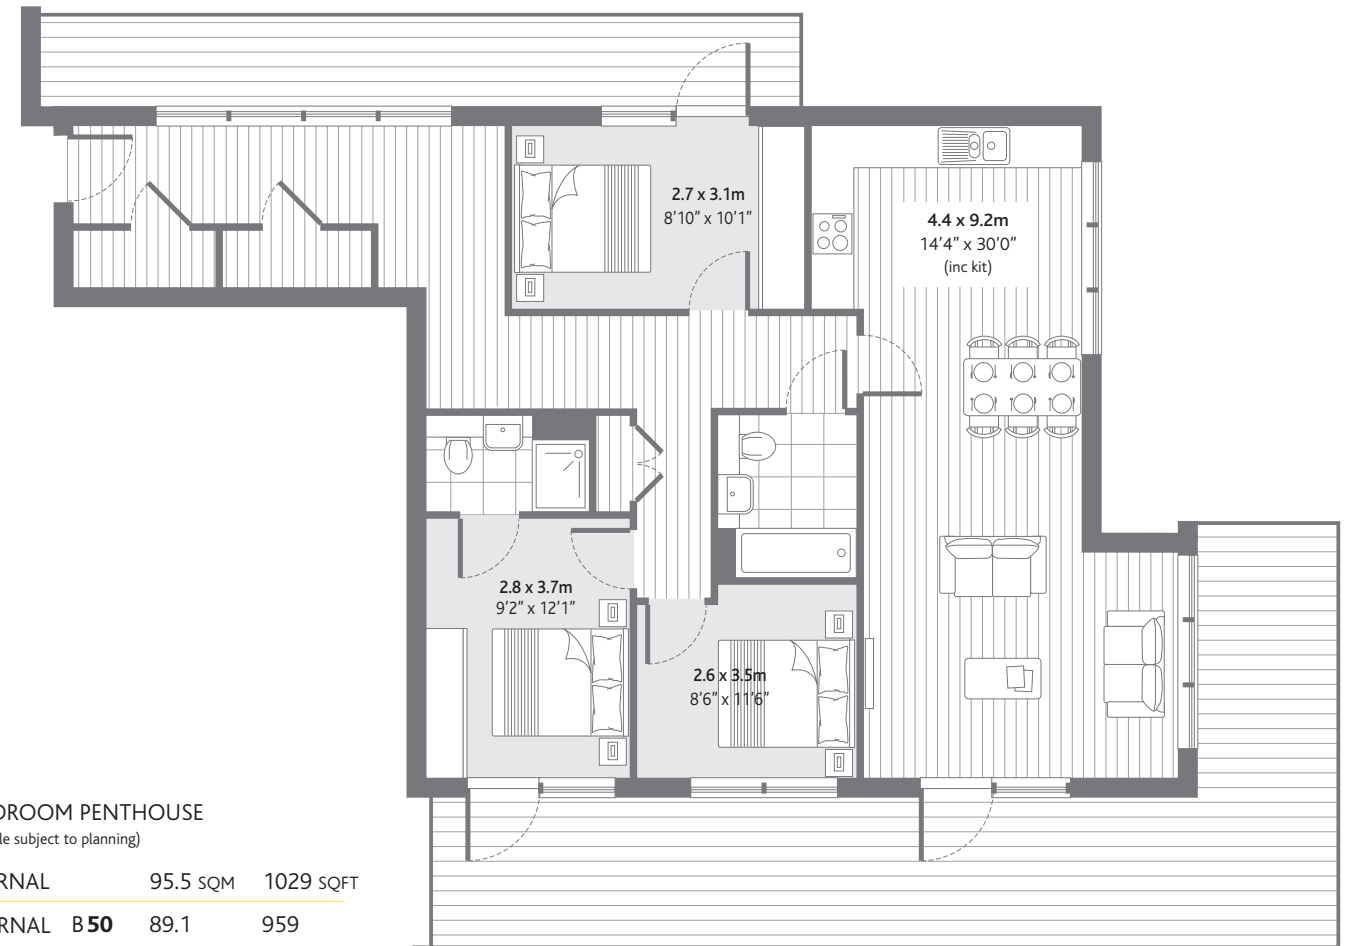 2.7 x 3.1m
8'10" x 10'1"
4.4 x 9.2m
14'4" x 30'0"
(inc kit)
2.8 x 3.7m
9'2" x 12'1"
2.6 x 3.5m
8'6" x 11'6"
DROOM PENTHOUSE
le subject to planning)
RNAL 95.5 SQM 1029 SQFT
RNAL B50 89.1 959